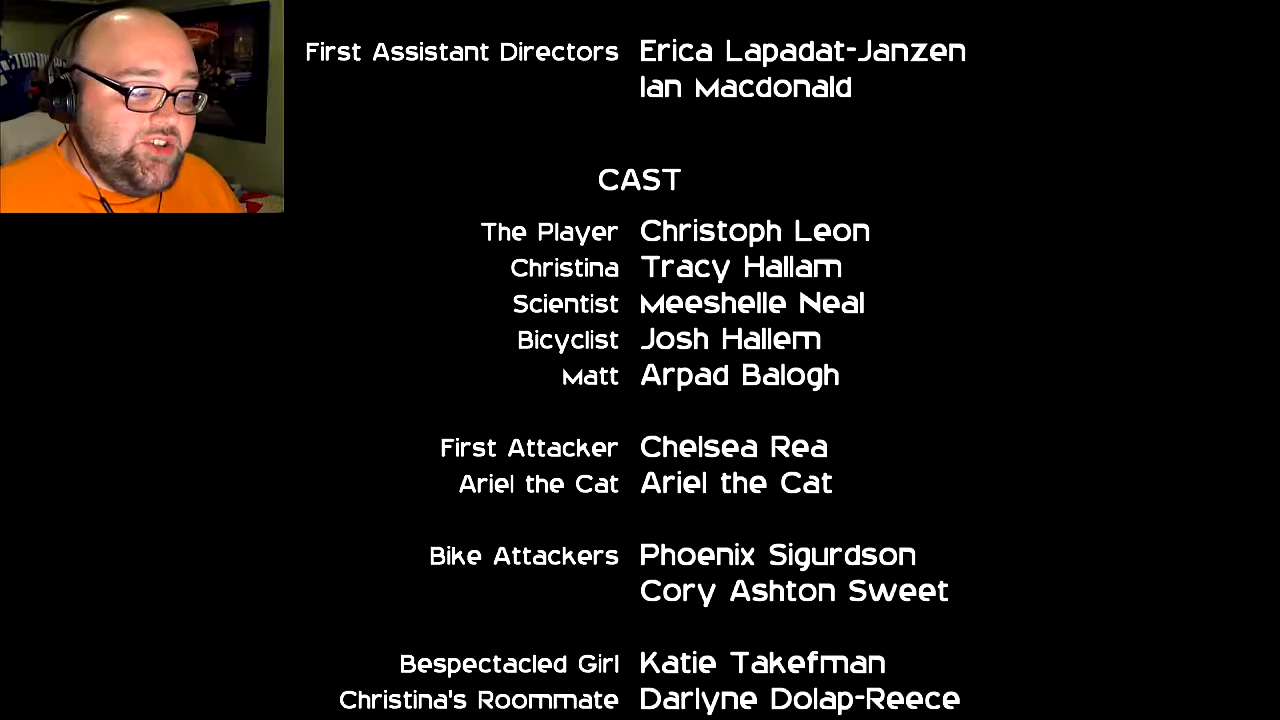 First Assistant Directors Erica Lapadat-Janzen
Ian Macdonald
CAST
The Player Christoph Leon
Christina Tracy Hallam
Scientist Meeshelle Neal
Bicyclist Josh Hallem
Matt Arpad Balogh
First Attacker Chelsea Rea
Ariel the Cat Ariel the Cat
Bike Attackers Phoenix Sigurdson
Cory Ashton Sweet
Bespectacled Girl Katie Takefman
Christina's Roommate Darlyne Dolap-Reece